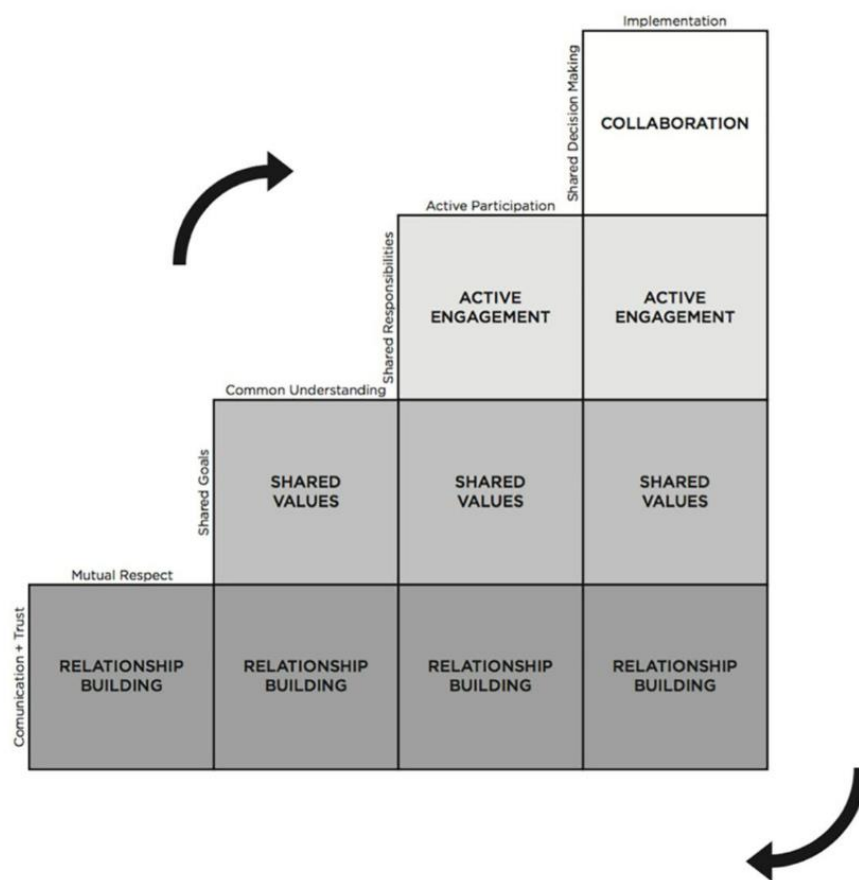 Implementation
Shared Decision Making
COLLABORATION
Active Participation
Shared Responsibilities
ACTIVE
ENGAGEMENT
ACTIVE
ENGAGEMENT
Common Understanding
Shared Goals
SHARED
VALUES
SHARED
VALUES
SHARED
VALUES
Mutual Respect
Comunication + Trust
RELATIONSHIP
BUILDING
RELATIONSHIP
BUILDING
RELATIONSHIP
BUILDING
RELATIONSHIP
BUILDING